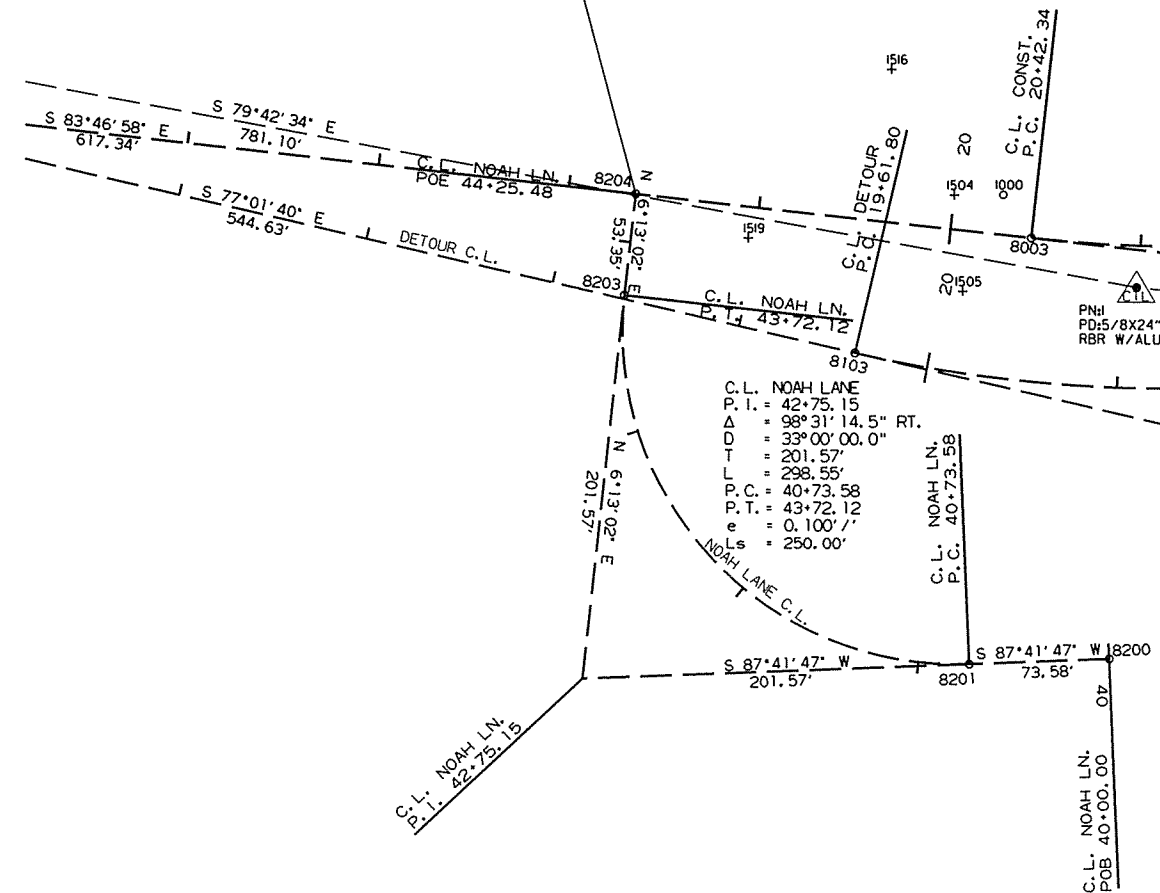 S 79°42'34" E
781.10'
S 83°46'58" E
617.34'
S 77°01'40" E
544.63'
DETOUR C.L.
C.L. NOAH LN.
POE 44+25.48
8204
N 6°13'02" E
53.35'
8203
C.L. NOAH LN.
P.T. 43+72.12
1516
1519
C.L. DETOUR
P.C. 19+61.80
20
1504
1000
C.L. CONST.
P.C. 20+42.34
8003
20
1505
C.I.L
PN:1
PD:5/8X24"
RBR W/ALU
8103
C.L. NOAH LANE
P.I. = 42+75.15
Δ = 98°31'14.5" RT.
D = 33°00'00.0"
T = 201.57'
L = 298.55'
P.C. = 40+73.58
P.T. = 43+72.12
e = 0.100'/'
Ls = 250.00'
N 6°13'02" E
201.57'
NOAH LANE C.L.
C.L. NOAH LN.
P.C. 40+73.58
S 87°41'47" W
201.57'
8201
S 87°41'47" W
73.58'
8200
40
C.L. NOAH LN.
P.I. 42+75.15
C.L. NOAH LN.
POB 40+00.00